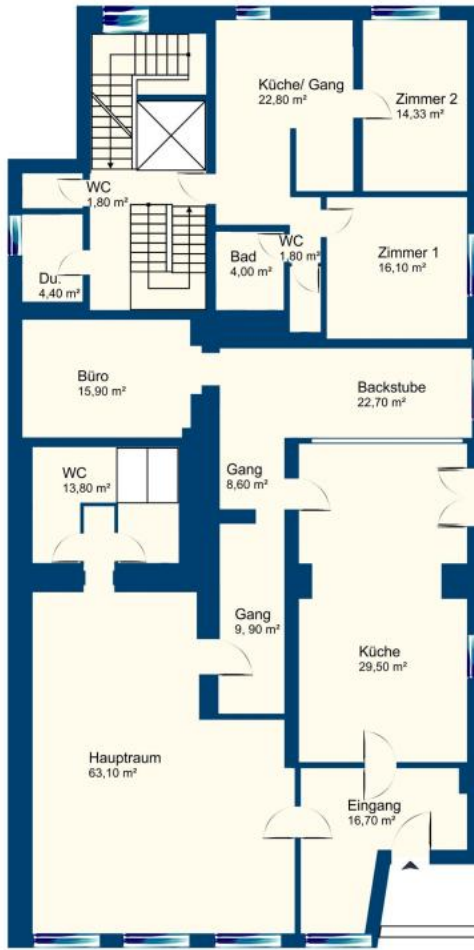 Küche/ Gang
22,80 m²
Zimmer 2
14,33 m²
WC
1,80 m²
Du.
4,40 m²
Bad
4,00 m²
WC
1,80 m²
Zimmer 1
16,10 m²
Büro
15,90 m²
Backstube
22,70 m²
WC
13,80 m²
Gang
8,60 m²
Gang
9, 90 m²
Küche
29,50 m²
Hauptraum
63,10 m²
Eingang
16,70 m²